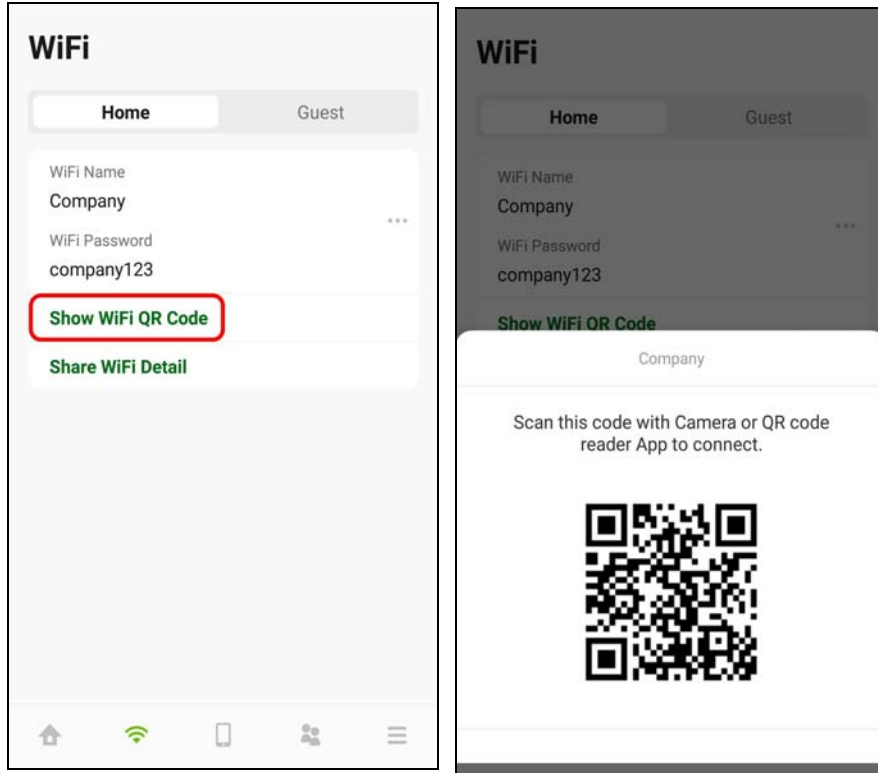 WiFi
Home
Guest
WiFi Name
Company
WiFi Password
company123
Show WiFi QR Code
Share WiFi Detail
WiFi
Home
Guest
WiFi Name
Company
WiFi Password
company123
Show WiFi QR Code
Company
Scan this code with Camera or QR code
reader App to connect.